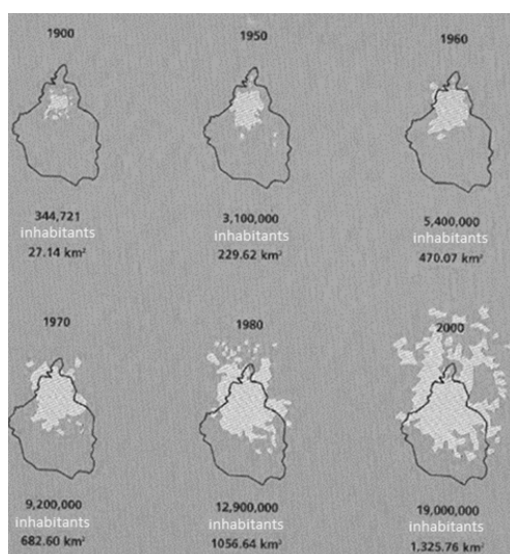 1900
1950
1960
344,721
inhabitants
27.14 km²
3,100,000
inhabitants
229.62 km²
5,400,000
inhabitants
470.07 km²
1970
1980
2000
9,200,000
inhabitants
682.60 km²
12,900,000
inhabitants
1056.64 km²
19,000,000
inhabitants
1,325.76 km²